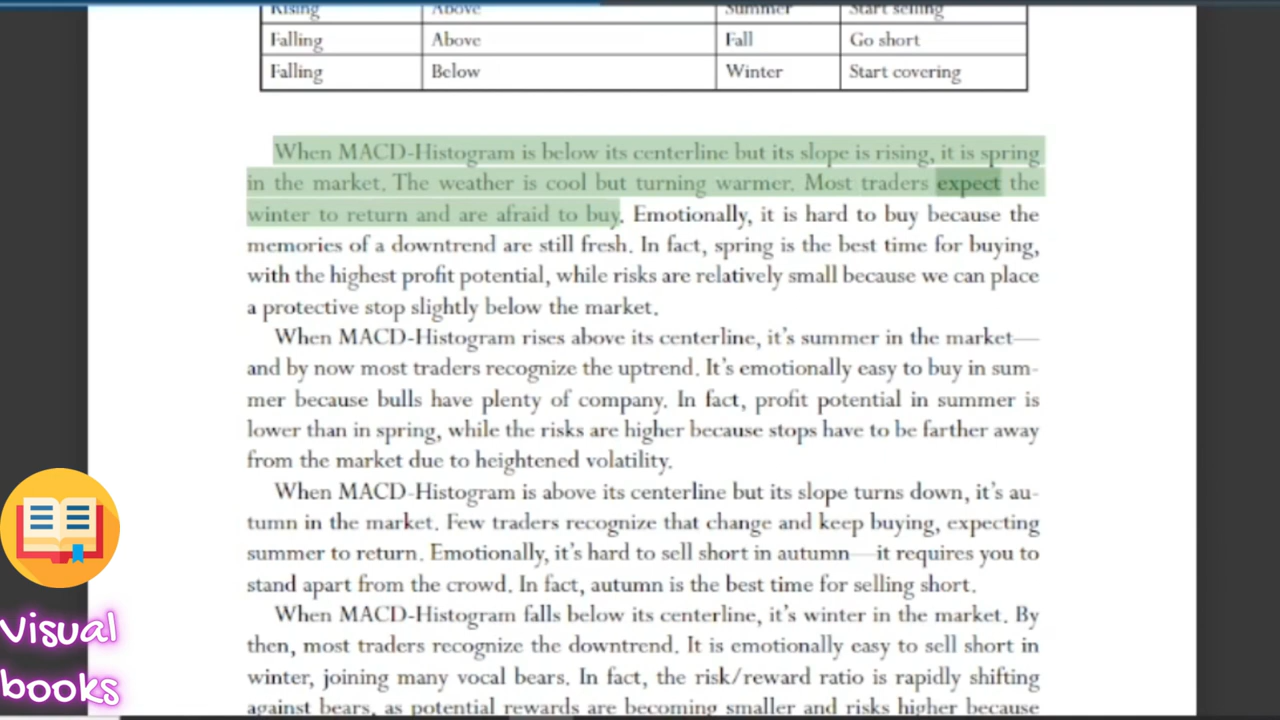 Rising Above Summer Start selling
Falling Above Fall Go short
Falling Below Winter Start covering
When MACD-Histogram is below its centerline but its slope is rising, it is spring
in the market. The weather is cool but turning warmer. Most traders expect the
winter to return and are afraid to buy. Emotionally, it is hard to buy because the
memories of a downtrend are still fresh. In fact, spring is the best time for buying,
with the highest profit potential, while risks are relatively small because we can place
a protective stop slightly below the market.
When MACD-Histogram rises above its centerline, it's summer in the market—
and by now most traders recognize the uptrend. It's emotionally easy to buy in sum-
mer because bulls have plenty of company. In fact, profit potential in summer is
lower than in spring, while the risks are higher because stops have to be farther away
from the market due to heightened volatility.
When MACD-Histogram is above its centerline but its slope turns down, it's au-
tumn in the market. Few traders recognize that change and keep buying, expecting
summer to return. Emotionally, it's hard to sell short in autumn—it requires you to
stand apart from the crowd. In fact, autumn is the best time for selling short.
When MACD-Histogram falls below its centerline, it's winter in the market. By
then, most traders recognize the downtrend. It is emotionally easy to sell short in
winter, joining many vocal bears. In fact, the risk/reward ratio is rapidly shifting
against bears, as potential rewards are becoming smaller and risks higher because
Visual
books